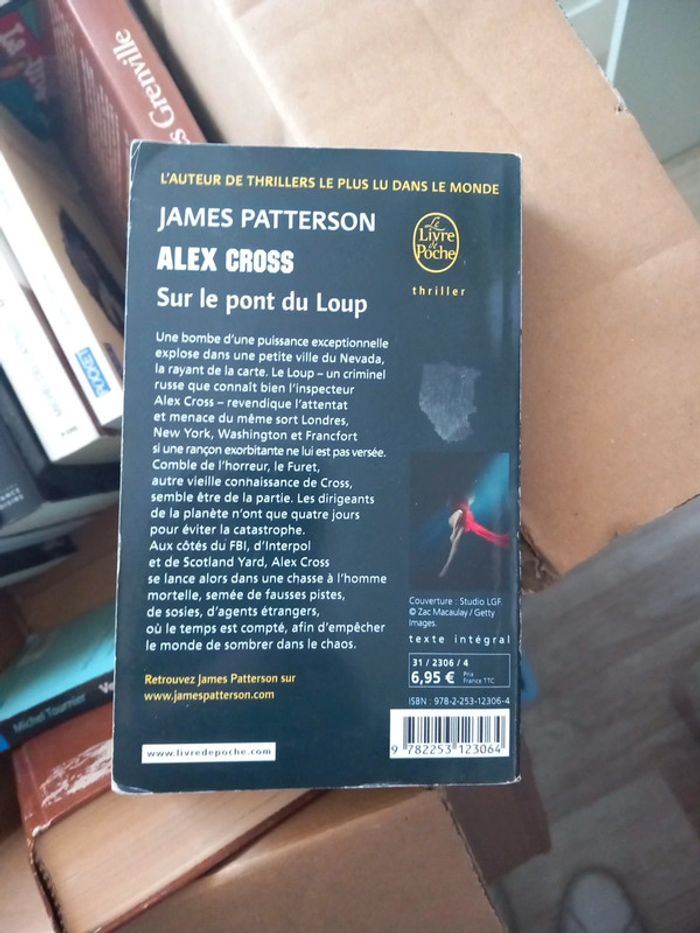 L'AUTEUR DE THRILLERS LE PLUS LU DANS LE MONDE
JAMES PATTERSON
ALEX CROSS
Sur le pont du Loup
Le
Livre
de
Poche
thriller
Une bombe d'une puissance exceptionnelle
explose dans une petite ville du Nevada,
la rayant de la carte. Le Loup – un criminel
russe que connaît bien l'inspecteur
Alex Cross – revendique l'attentat
et menace du même sort Londres,
New York, Washington et Francfort
si une rançon exorbitante ne lui est pas versée.
Comble de l'horreur, le Furet,
autre vieille connaissance de Cross,
semble être de la partie. Les dirigeants
de la planète n'ont que quatre jours
pour éviter la catastrophe.
Aux côtés du FBI, d'Interpol
et de Scotland Yard, Alex Cross
se lance alors dans une chasse à l'homme
mortelle, semée de fausses pistes,
de sosies, d'agents étrangers,
où le temps est compté, afin d'empêcher
le monde de sombrer dans le chaos.
Retrouvez James Patterson sur
www.jamespatterson.com
www.livredepoche.com
Couverture : Studio LGF.
© Zac Macaulay / Getty
Images.
texte intégral
31 / 2306 / 4
6,95 € Prix
France TTC
ISBN : 978-2-253-12306-4
9 782253 123064
Grenville
POCKET
Michel Tournier